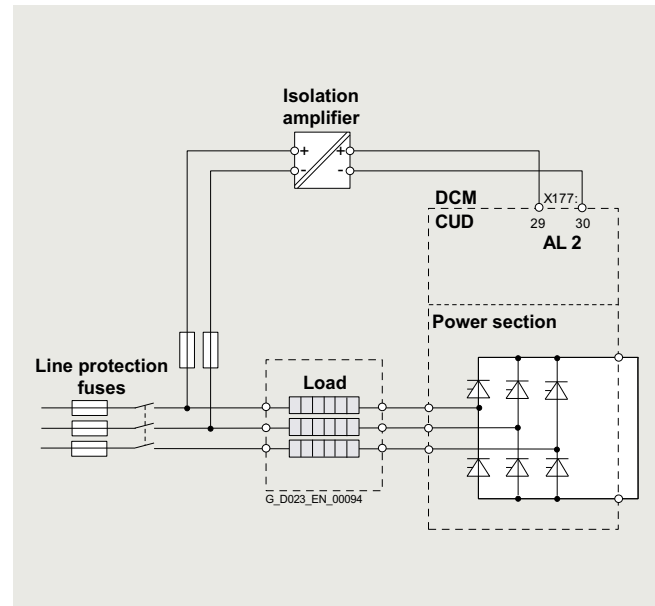 Isolation
amplifier
+ +
- -
DCM X177:
CUD 29 30
AL 2
Power section
Line protection
fuses
Load
G_D023_EN_00094